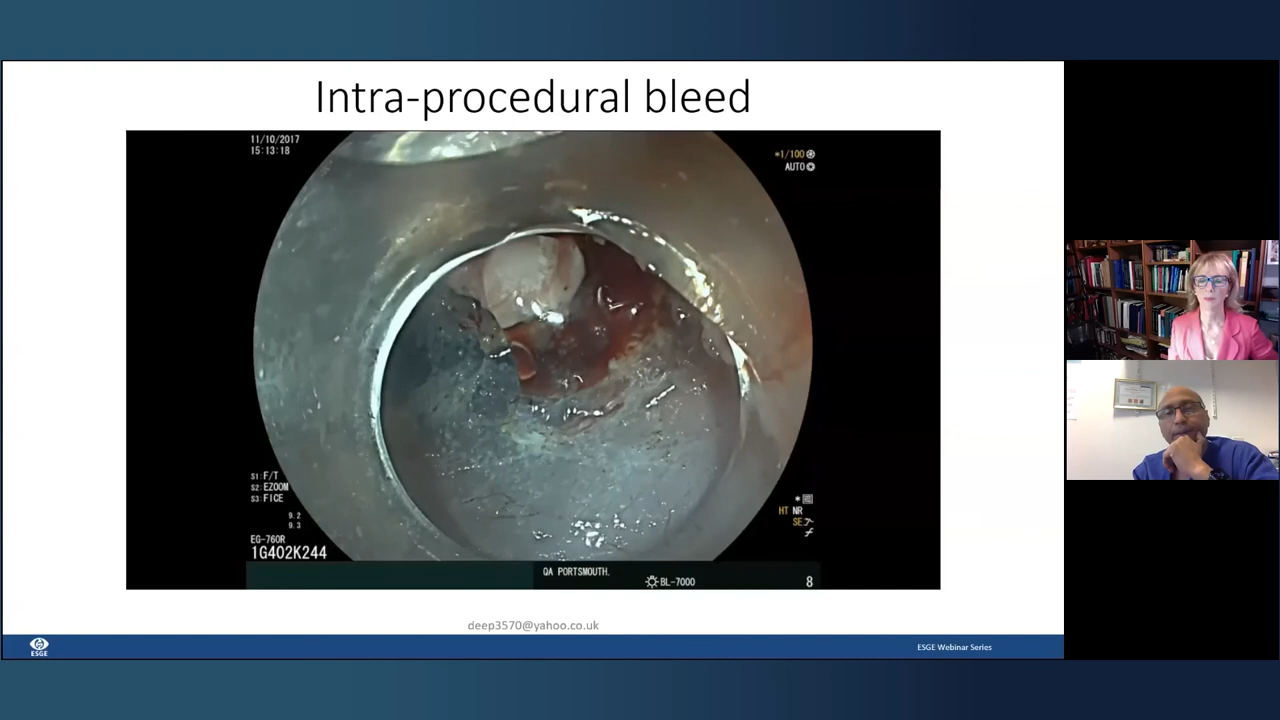 Intra-procedural bleed
11/10/2017
15:13:18
*1/100
AUTO
S1:F/T
S2:EZOOM
S3:FICE
9.2
9.3
EG-760R
1G402K244
HT NR
SE
QA PORTSMOUTH.
BL-7000
8
deep3570@yahoo.co.uk
ESGE
ESGE Webinar Series